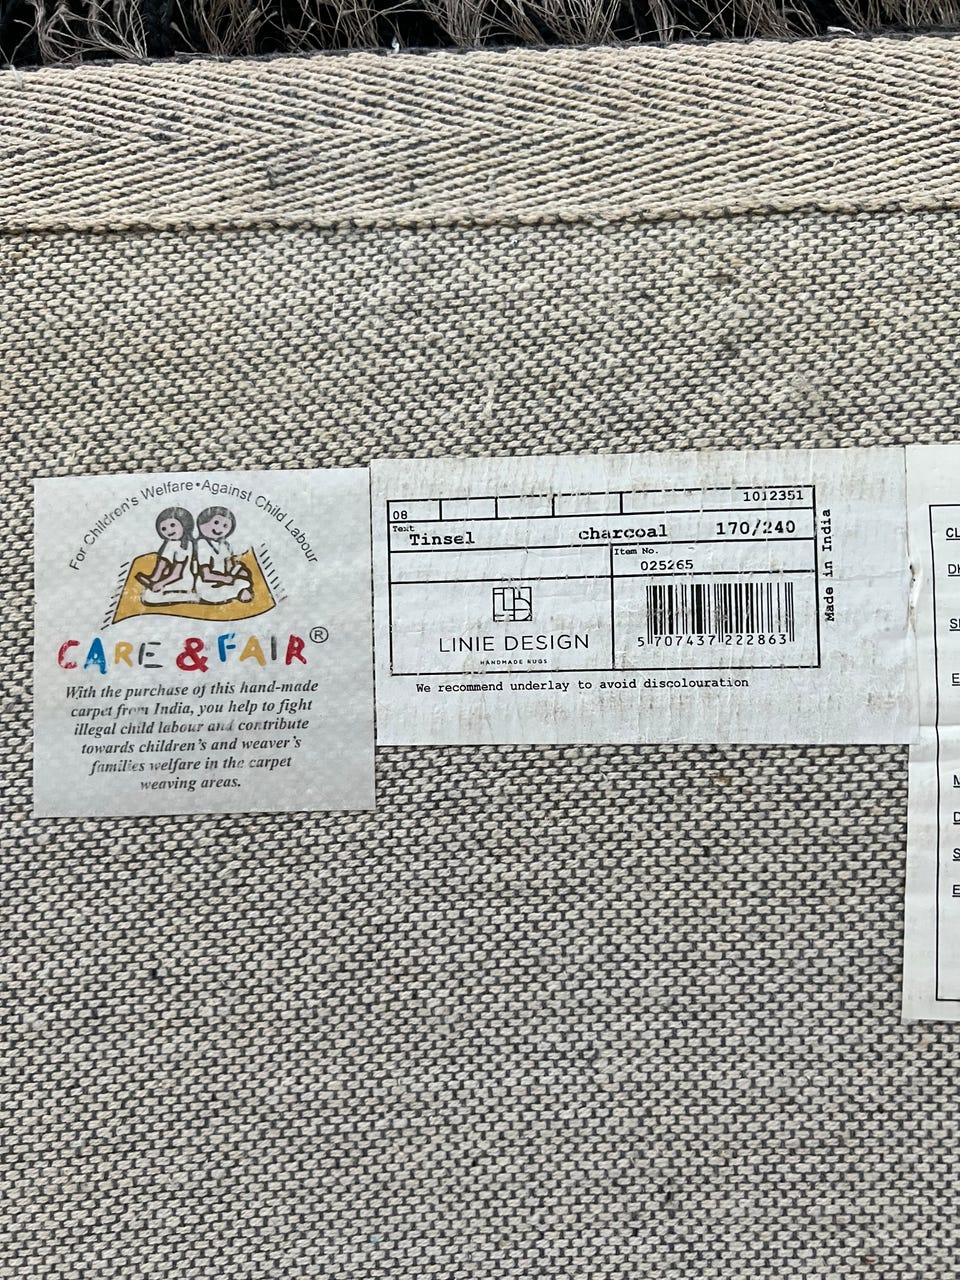 For Children's Welfare•Against Child Labour
CARE & FAIR®
With the purchase of this hand-made
carpet from India, you help to fight
illegal child labour and contribute
towards children's and weaver's
families welfare in the carpet
weaving areas.
1012351
08
Text
Tinsel charcoal 170/240
Item No.
025265
LINIE DESIGN
HANDMADE RUGS
5 707437 222863
Made in India
We recommend underlay to avoid discolouration
CL
DK
E
M
D
S
E